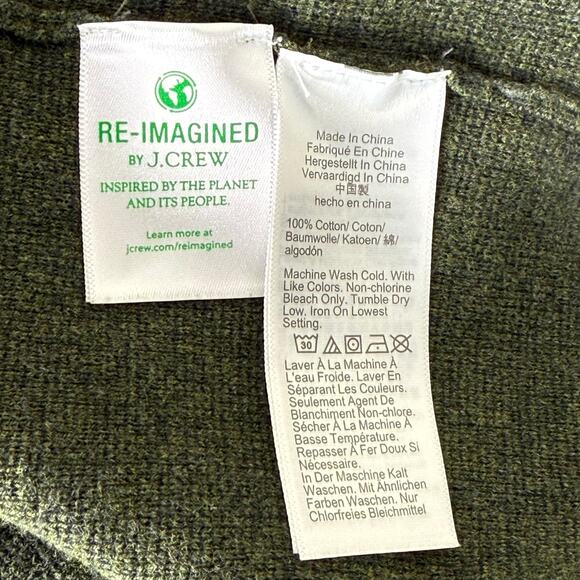 RE-IMAGINED
BY J.CREW
INSPIRED BY THE PLANET
AND ITS PEOPLE.
Learn more at
jcrew.com/reimagined
Made In China
Fabriqué En Chine
Hergestellt In China
Vervaardigd In China
中国製
hecho en china
100% Cotton/ Coton/
Baumwolle/ Katoen/ 綿/
algodón
Machine Wash Cold. With
Like Colors. Non-chlorine
Bleach Only. Tumble Dry
Low. Iron On Lowest
Setting.
30
Laver À La Machine À
L'eau Froide. Laver En
Séparant Les Couleurs.
Seulement Agent De
Blanchiment Non-chlore.
Sécher À La Machine À
Basse Température.
Repasser À Fer Doux Si
Nécessaire.
In Der Maschine Kalt
Waschen. Mit Ähnlichen
Farben Waschen. Nur
Chlorfreies Bleichmittel